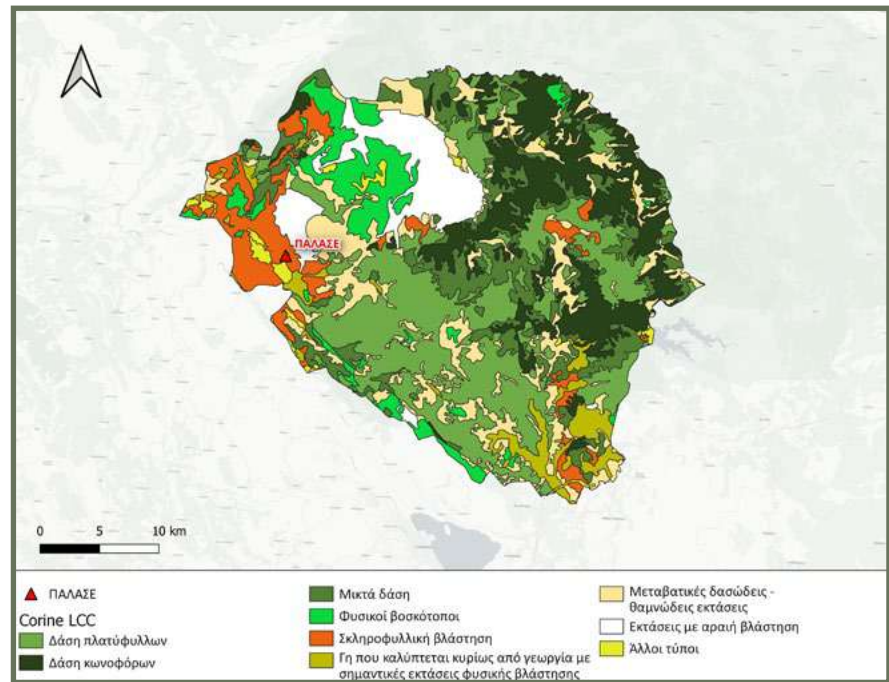 ΠΑΛΑΣΕ
0 5 10 km
ΠΑΛΑΣΕ
Corine LCC
Δάση πλατύφυλλων
Δάση κωνοφόρων
Μικτά δάση
Φυσικοί βοσκότοποι
Σκληροφυλλική βλάστηση
Γη που καλύπτεται κυρίως από γεωργία με
σημαντικές εκτάσεις φυσικής βλάστησης
Μεταβατικές δασώδεις -
θαμνώδεις εκτάσεις
Εκτάσεις με αραιή βλάστηση
Άλλοι τύποι